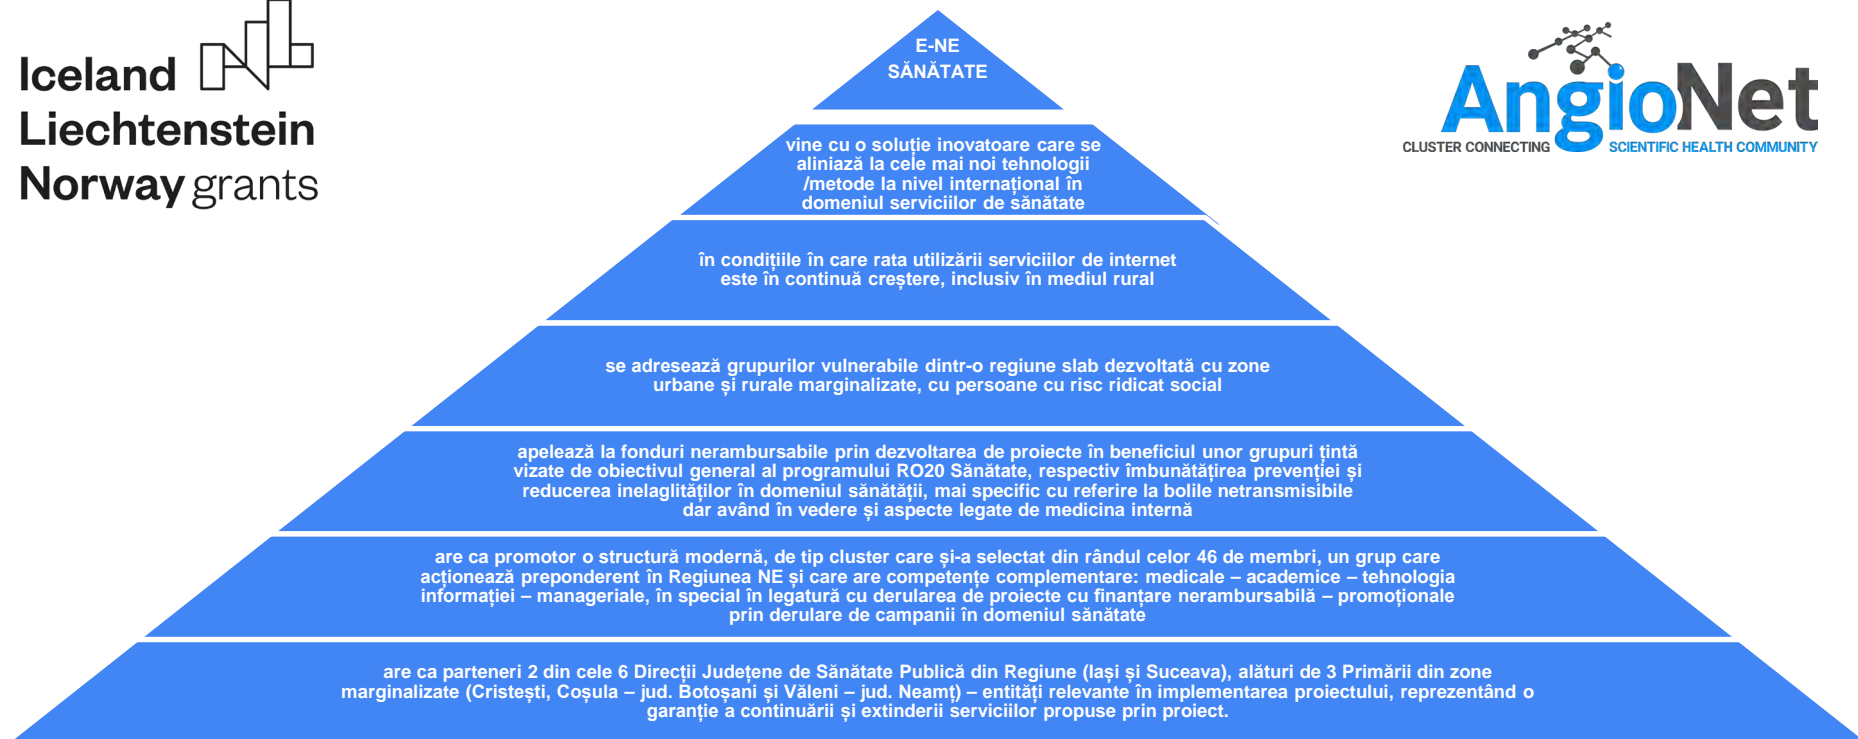 Iceland
Liechtenstein
Norway grants
E-NE
SĂNĂTATE
AngioNet
CLUSTER CONNECTING SCIENTIFIC HEALTH COMMUNITY
vine cu o soluție inovatoare care se
aliniază la cele mai noi tehnologii
/metode la nivel internațional în
domeniul serviciilor de sănătate
în condițiile în care rata utilizării serviciilor de internet
este în continuă creștere, inclusiv în mediul rural
se adresează grupurilor vulnerabile dintr-o regiune slab dezvoltată cu zone
urbane și rurale marginalizate, cu persoane cu risc ridicat social
apelează la fonduri nerambursabile prin dezvoltarea de proiecte în beneficiul unor grupuri țintă
vizate de obiectivul general al programului RO20 Sănătate, respectiv îmbunătățirea prevenției și
reducerea inelaglităților în domeniul sănătății, mai specific cu referire la bolile netransmisibile
dar având în vedere și aspecte legate de medicina internă
are ca promotor o structură modernă, de tip cluster care și-a selectat din rândul celor 46 de membri, un grup care
acționează preponderent în Regiunea NE și care are competențe complementare: medicale – academice – tehnologia
informației – manageriale, în special în legatură cu derularea de proiecte cu finanțare nerambursabilă – promoționale
prin derulare de campanii în domeniul sănătate
are ca parteneri 2 din cele 6 Direcții Județene de Sănătate Publică din Regiune (Iași și Suceava), alături de 3 Primării din zone
marginalizate (Cristești, Coșula – jud. Botoșani și Văleni – jud. Neamț) – entități relevante în implementarea proiectului, reprezentând o
garanție a continuării și extinderii serviciilor propuse prin proiect.